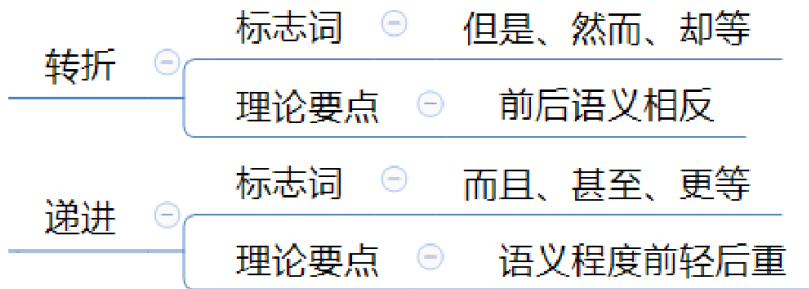 转折
标志词 但是、然而、却等
理论要点 前后语义相反
递进
标志词 而且、甚至、更等
理论要点 语义程度前轻后重